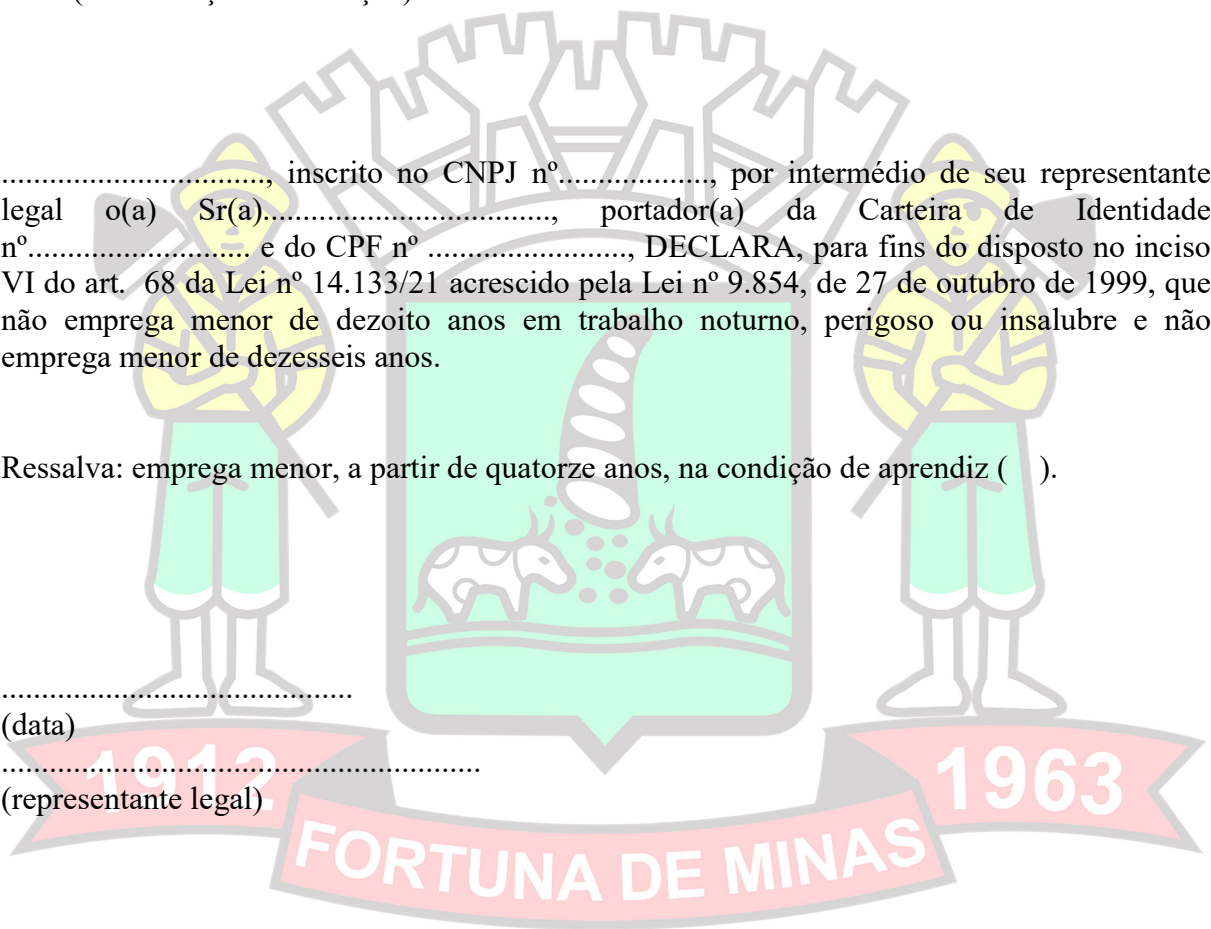 ..............................., inscrito no CNPJ nº..................., por intermédio de seu representante
legal o(a) Sr(a)..................................., portador(a) da Carteira de Identidade
nº............................ e do CPF nº ........................., DECLARA, para fins do disposto no inciso
VI do art. 68 da Lei nº 14.133/21 acrescido pela Lei nº 9.854, de 27 de outubro de 1999, que
não emprega menor de dezoito anos em trabalho noturno, perigoso ou insalubre e não
emprega menor de dezesseis anos.
Ressalva: emprega menor, a partir de quatorze anos, na condição de aprendiz ( ).
............................................
(data)
............................................................
(representante legal)
1912
1963
FORTUNA DE MINAS